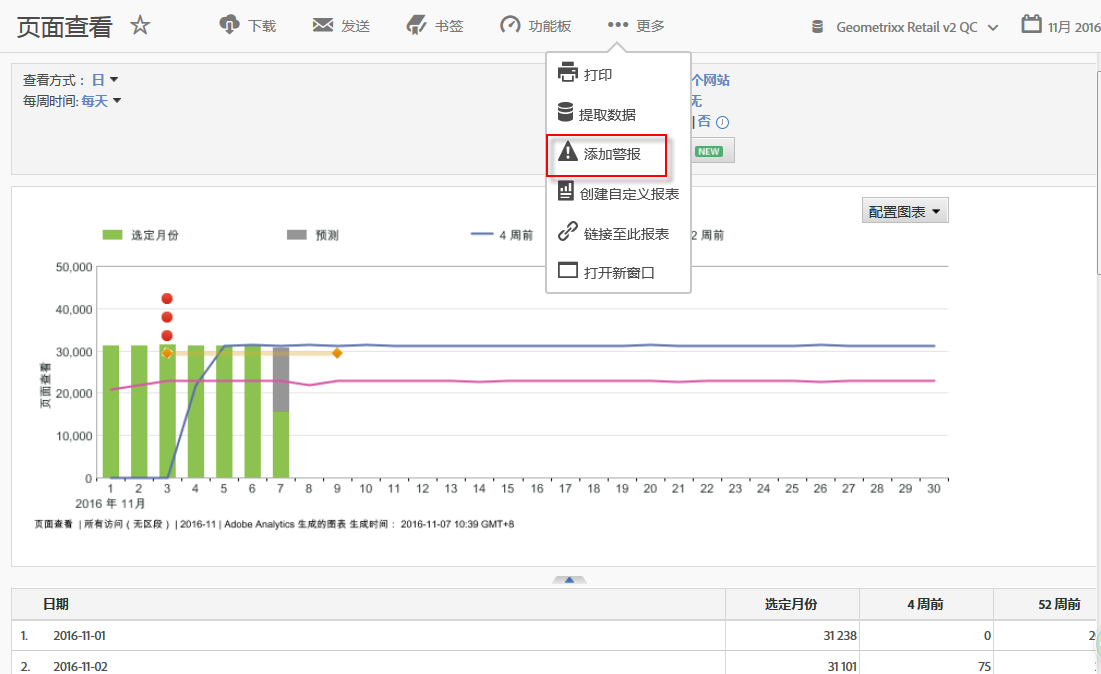 页面查看 下载 发送 书签 功能板 更多 Geometrixx Retail v2 QC 11月 2016
查看方式： 日
每周时间: 每天
个网站
无
| 否
NEW
打印
提取数据
添加警报
创建自定义报表
链接至此报表
打开新窗口
配置图表
选定月份 预测 4 周前 2 周前
页面查看
50,000
40,000
30,000
20,000
10,000
0
1 2 3 4 5 6 7 8 9 10 11 12 13 14 15 16 17 18 19 20 21 22 23 24 25 26 27 28 29 30
2016 年 11月
页面查看 | 所有访问 ( 无区段 ) | 2016-11 | Adobe Analytics 生成的图表 生成时间： 2016-11-07 10:39 GMT+8
日期 选定月份 4 周前 52 周前
1. 2016-11-01 31 238 0 2
2. 2016-11-02 31 101 75